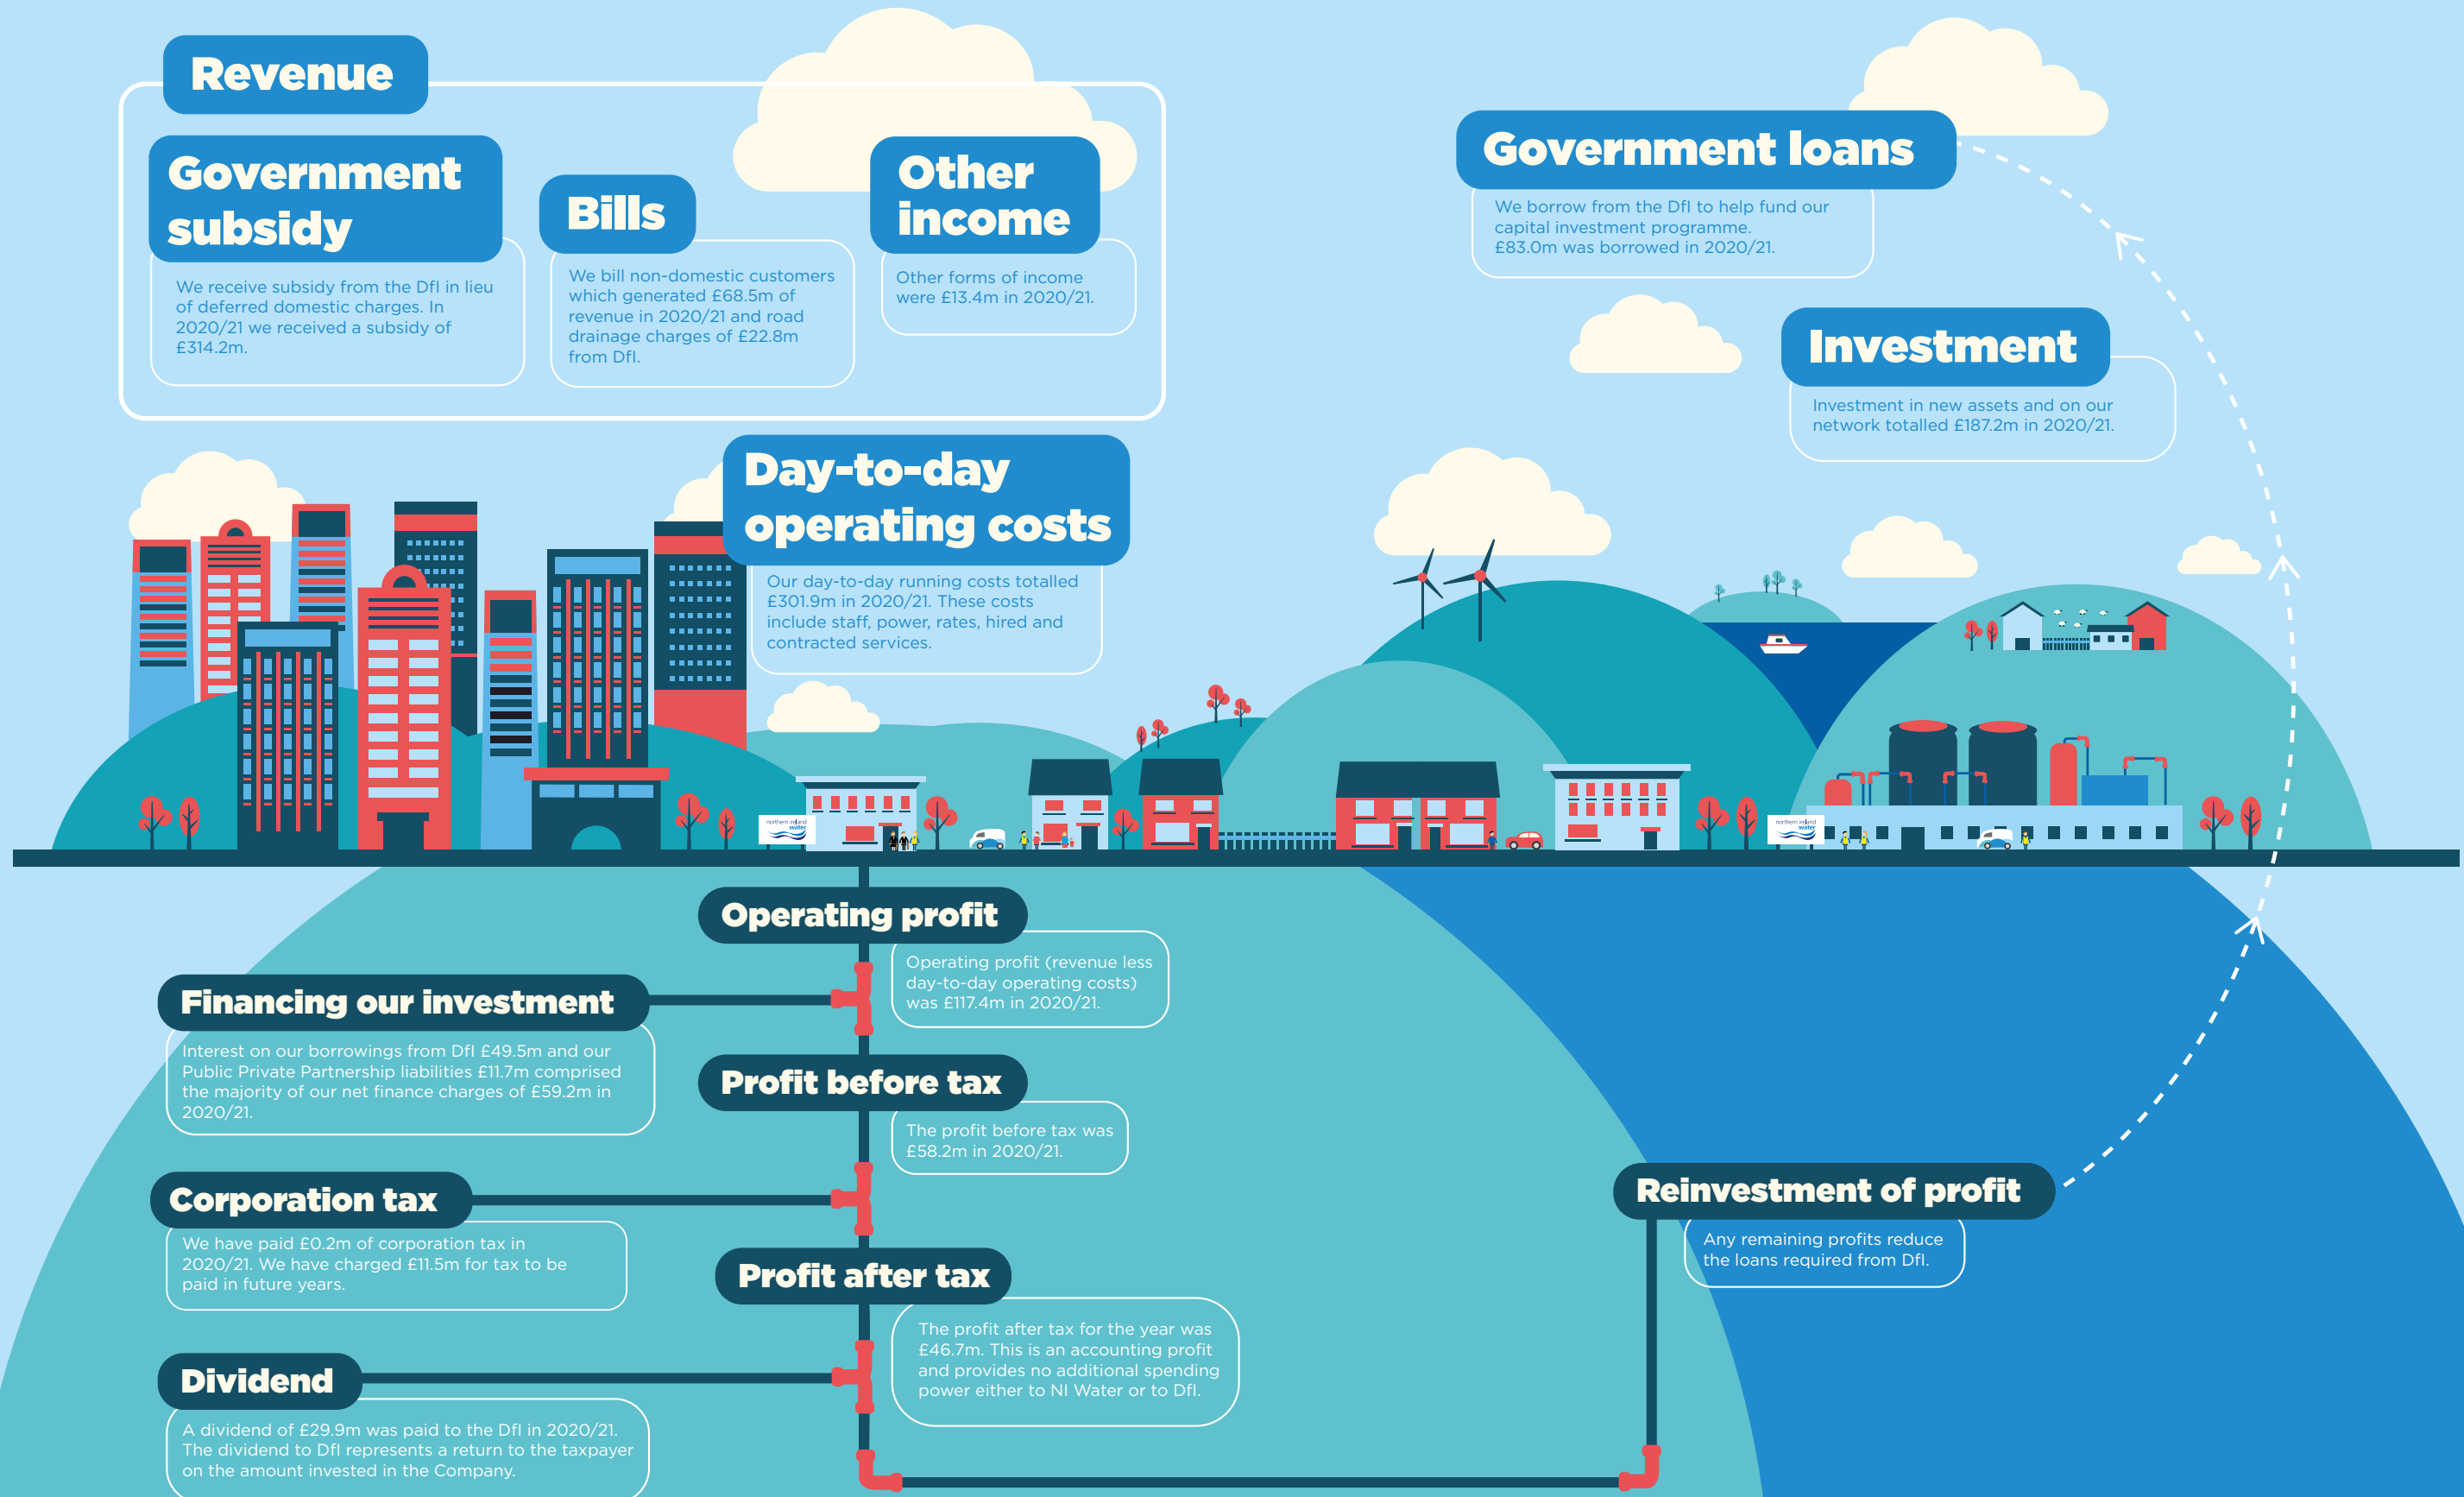 Revenue
Government
subsidy
We receive subsidy from the DfI in lieu
of deferred domestic charges. In
2020/21 we received a subsidy of
£314.2m.
Bills
We bill non-domestic customers
which generated £68.5m of
revenue in 2020/21 and road
drainage charges of £22.8m
from DfI.
Other
income
Other forms of income
were £13.4m in 2020/21.
Government loans
We borrow from the DfI to help fund our
capital investment programme.
£83.0m was borrowed in 2020/21.
Investment
Investment in new assets and on our
network totalled £187.2m in 2020/21.
Day-to-day
operating costs
Our day-to-day running costs totalled
£301.9m in 2020/21. These costs
include staff, power, rates, hired and
contracted services.
northern ireland
water
northern ireland
water
Operating profit
Operating profit (revenue less
day-to-day operating costs)
was £117.4m in 2020/21.
Financing our investment
Interest on our borrowings from DfI £49.5m and our
Public Private Partnership liabilities £11.7m comprised
the majority of our net finance charges of £59.2m in
2020/21.
Profit before tax
The profit before tax was
£58.2m in 2020/21.
Corporation tax
We have paid £0.2m of corporation tax in
2020/21. We have charged £11.5m for tax to be
paid in future years.
Profit after tax
The profit after tax for the year was
£46.7m. This is an accounting profit
and provides no additional spending
power either to NI Water or to DfI.
Dividend
A dividend of £29.9m was paid to the DfI in 2020/21.
The dividend to DfI represents a return to the taxpayer
on the amount invested in the Company.
Reinvestment of profit
Any remaining profits reduce
the loans required from DfI.